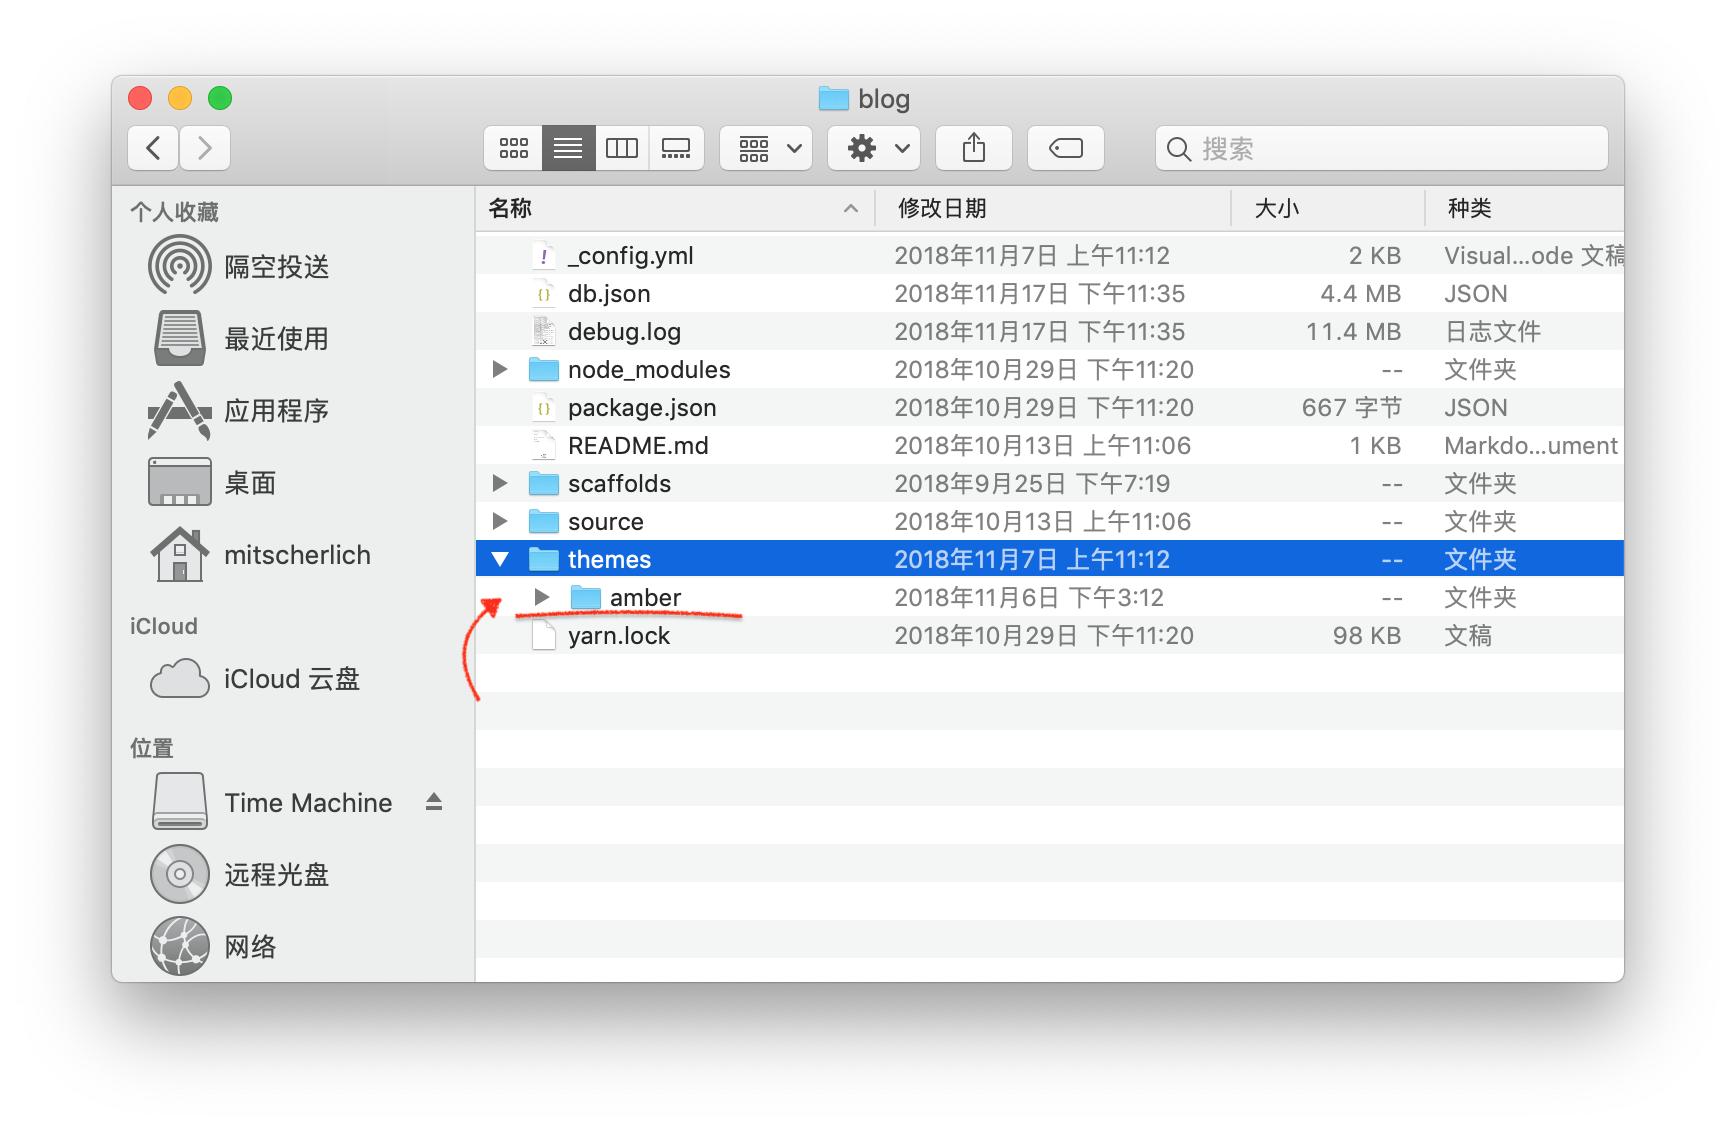 blog
搜索
个人收藏
隔空投送
最近使用
应用程序
桌面
mitscherlich
iCloud
iCloud 云盘
位置
Time Machine
远程光盘
网络
名称 修改日期 大小 种类
_config.yml 2018年11月7日 上午11:12 2 KB Visual...ode 文稿
db.json 2018年11月17日 下午11:35 4.4 MB JSON
debug.log 2018年11月17日 下午11:35 11.4 MB 日志文件
node_modules 2018年10月29日 下午11:20 -- 文件夹
package.json 2018年10月29日 下午11:20 667 字节 JSON
README.md 2018年10月13日 上午11:06 1 KB Markdo...ument
scaffolds 2018年9月25日 下午7:19 -- 文件夹
source 2018年10月13日 上午11:06 -- 文件夹
themes 2018年11月7日 上午11:12 -- 文件夹
amber 2018年11月6日 下午3:12 -- 文件夹
yarn.lock 2018年10月29日 下午11:20 98 KB 文稿